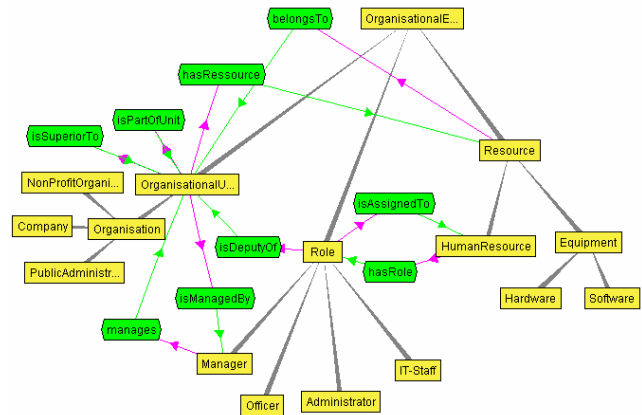 belongsTo
OrganisationalE...
hasRessource
isPartOfUnit
isSuperiorTo
Resource
NonProfitOrgani...
OrganisationalU...
isAssignedTo
Company
Organisation
isDeputyOf
Role
HumanResource
Equipment
PublicAdministr...
hasRole
isManagedBy
Hardware
Software
manages
Manager
IT-Staff
Officer
Administrator